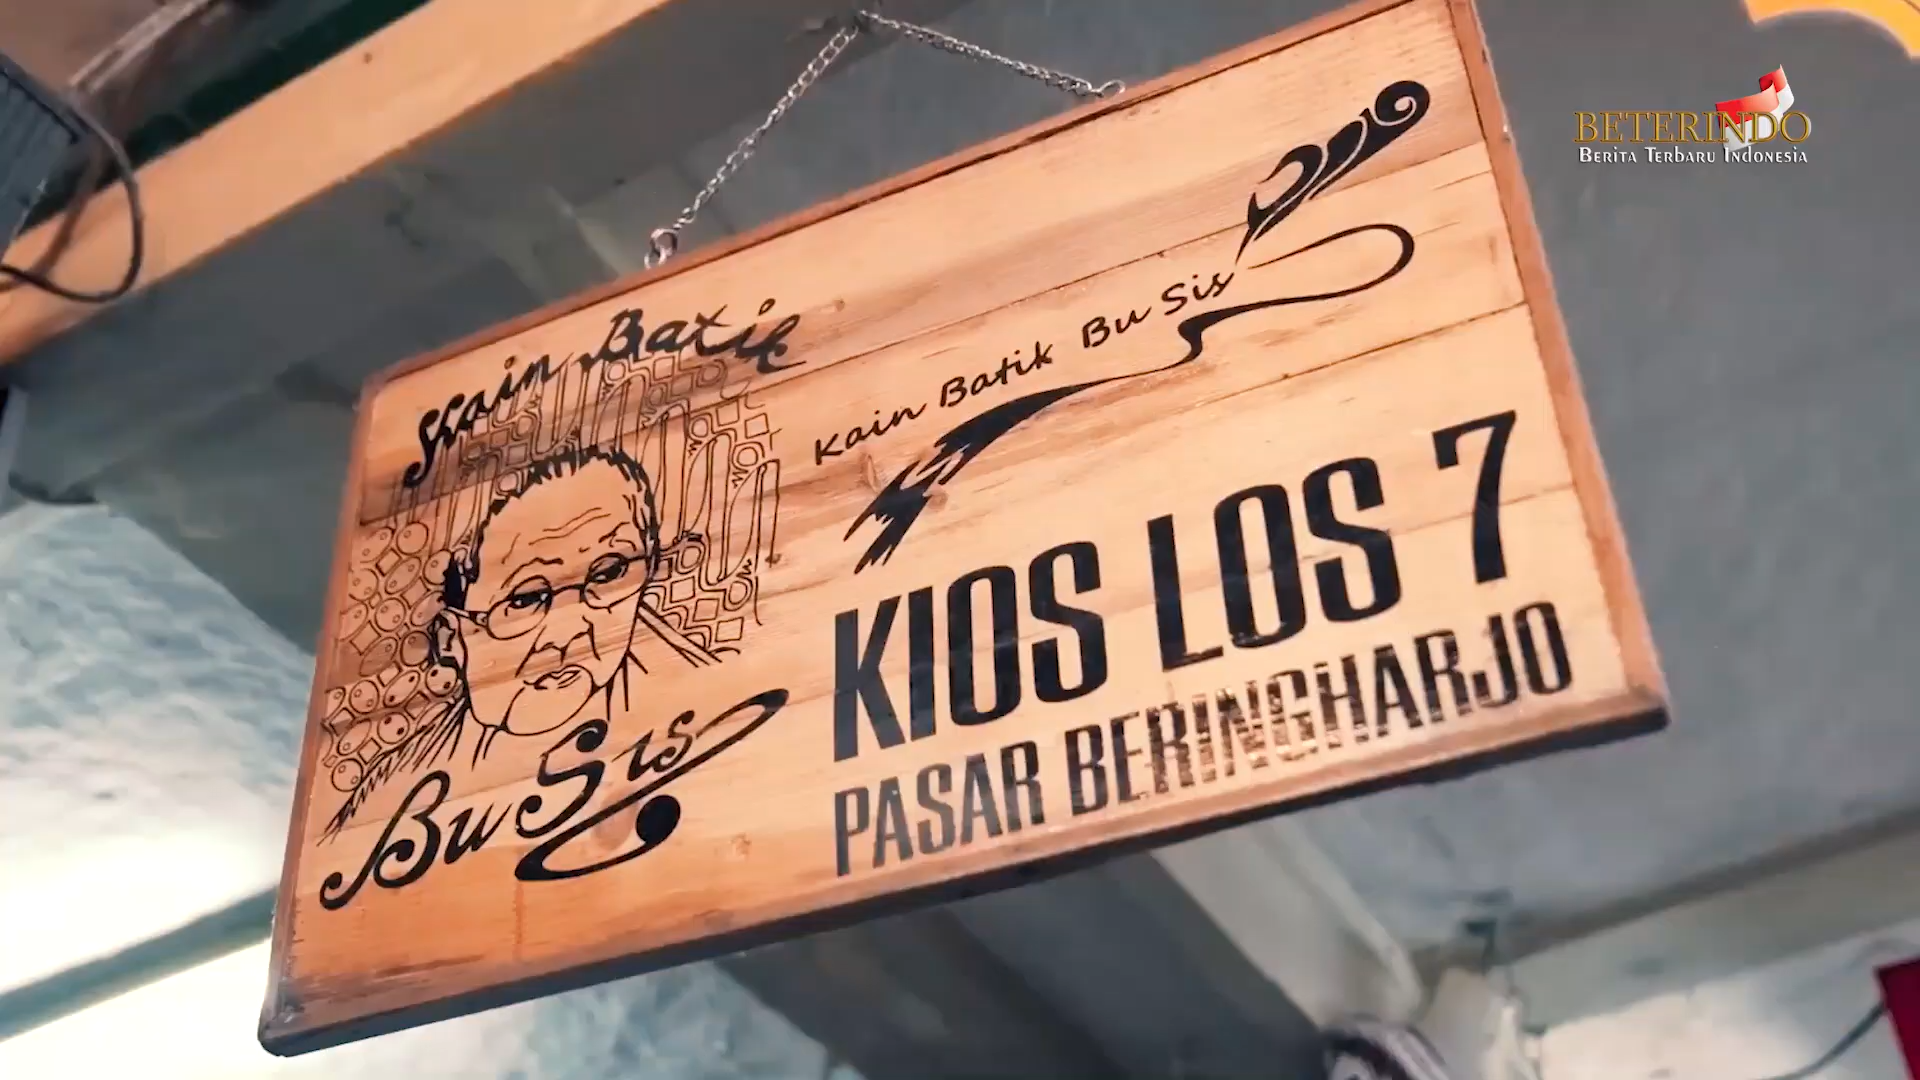 Kain Batik
Bu Sis
Kain Batik Bu Sis
KIOS LOS 7
PASAR BERINGHARJO
BETERINDO
BERITA TERBARU INDONESIA